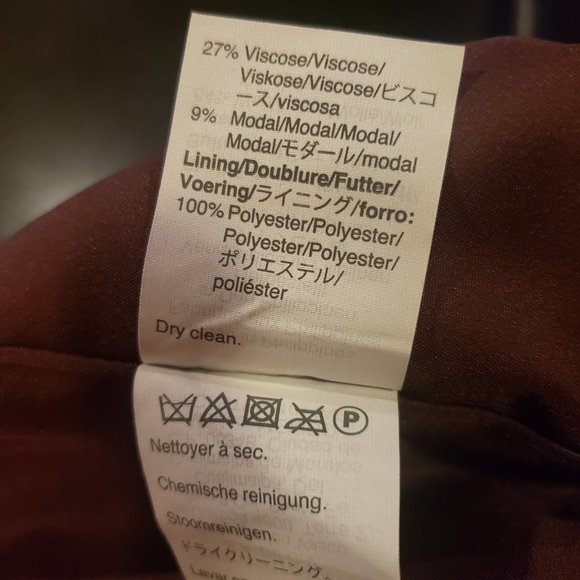 27% Viscose/Viscose/
Viskose/Viscose/ビスコ
ース/viscosa
9% Modal/Modal/Modal/
Modal/モダール/modal
Lining/Doublure/Futter/
Voering/ライニング/forro:
100% Polyester/Polyester/
Polyester/Polyester/
ポリエステル/
poliéster
Dry clean.
P
Nettoyer à sec.
Chemische reinigung.
Stoomreinigen.
ドライクリーニング。
Lavar